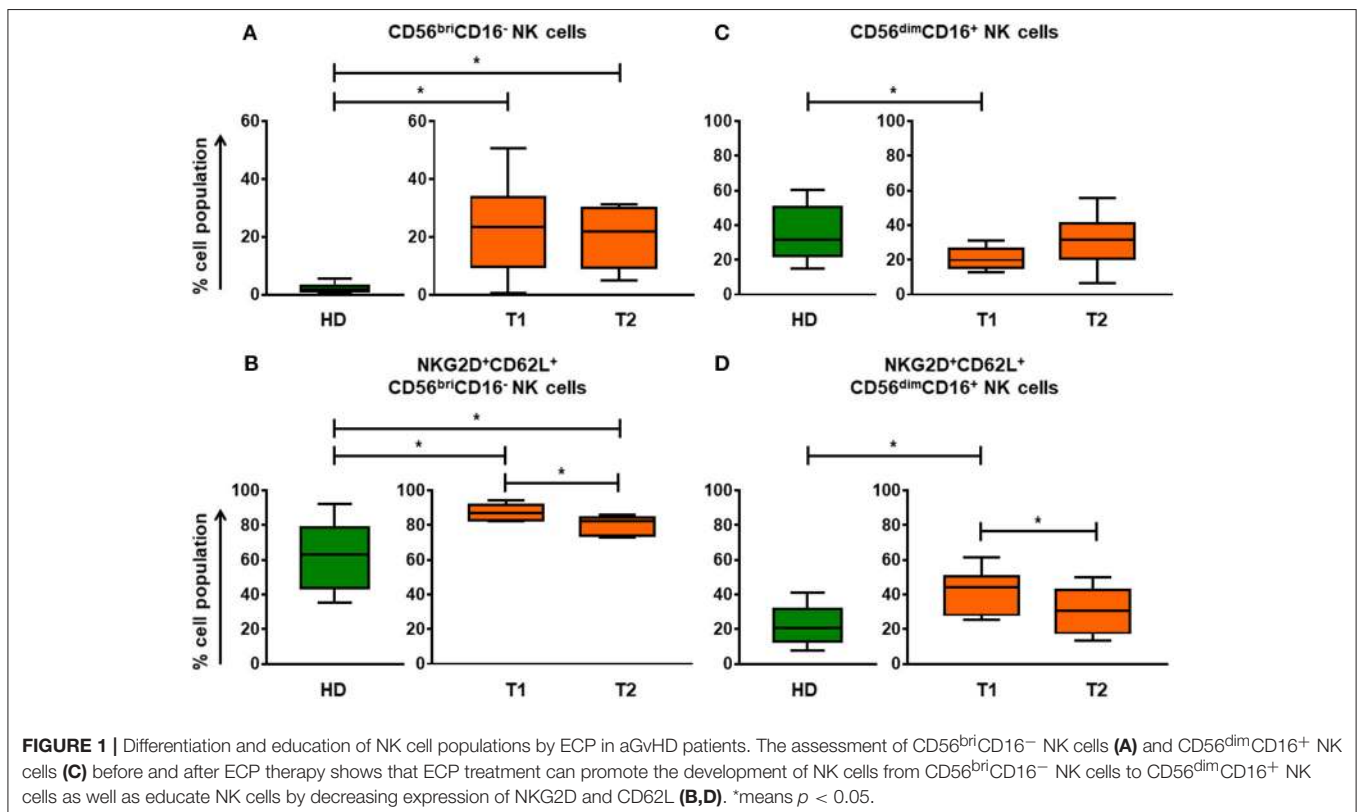 A
CD56briCD16- NK cells
*
*
% cell population
60
40
20
0
HD
60
40
20
0
T1
T2
C
CD56dimCD16+ NK cells
*
100
80
60
40
20
0
HD
100
80
60
40
20
0
T1
T2
B
NKG2D+CD62L+
CD56briCD16- NK cells
*
*
*
% cell population
100
80
60
40
20
0
HD
100
80
60
40
20
0
T1
T2
D
NKG2D+CD62L+
CD56dimCD16+ NK cells
*
*
100
80
60
40
20
0
HD
100
80
60
40
20
0
T1
T2
FIGURE 1 | Differentiation and education of NK cell populations by ECP in aGvHD patients. The assessment of CD56briCD16− NK cells (A) and CD56dimCD16+ NK
cells (C) before and after ECP therapy shows that ECP treatment can promote the development of NK cells from CD56briCD16− NK cells to CD56dimCD16+ NK
cells as well as educate NK cells by decreasing expression of NKG2D and CD62L (B,D). *means p < 0.05.